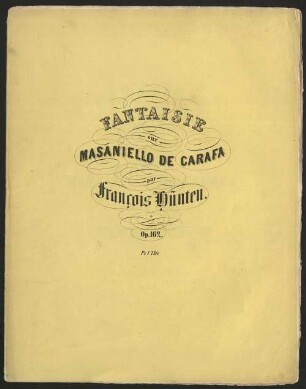 FANTAISIE
sur
MASANIELLO DE CARAFA
par
François Hünten.
Op. 162.